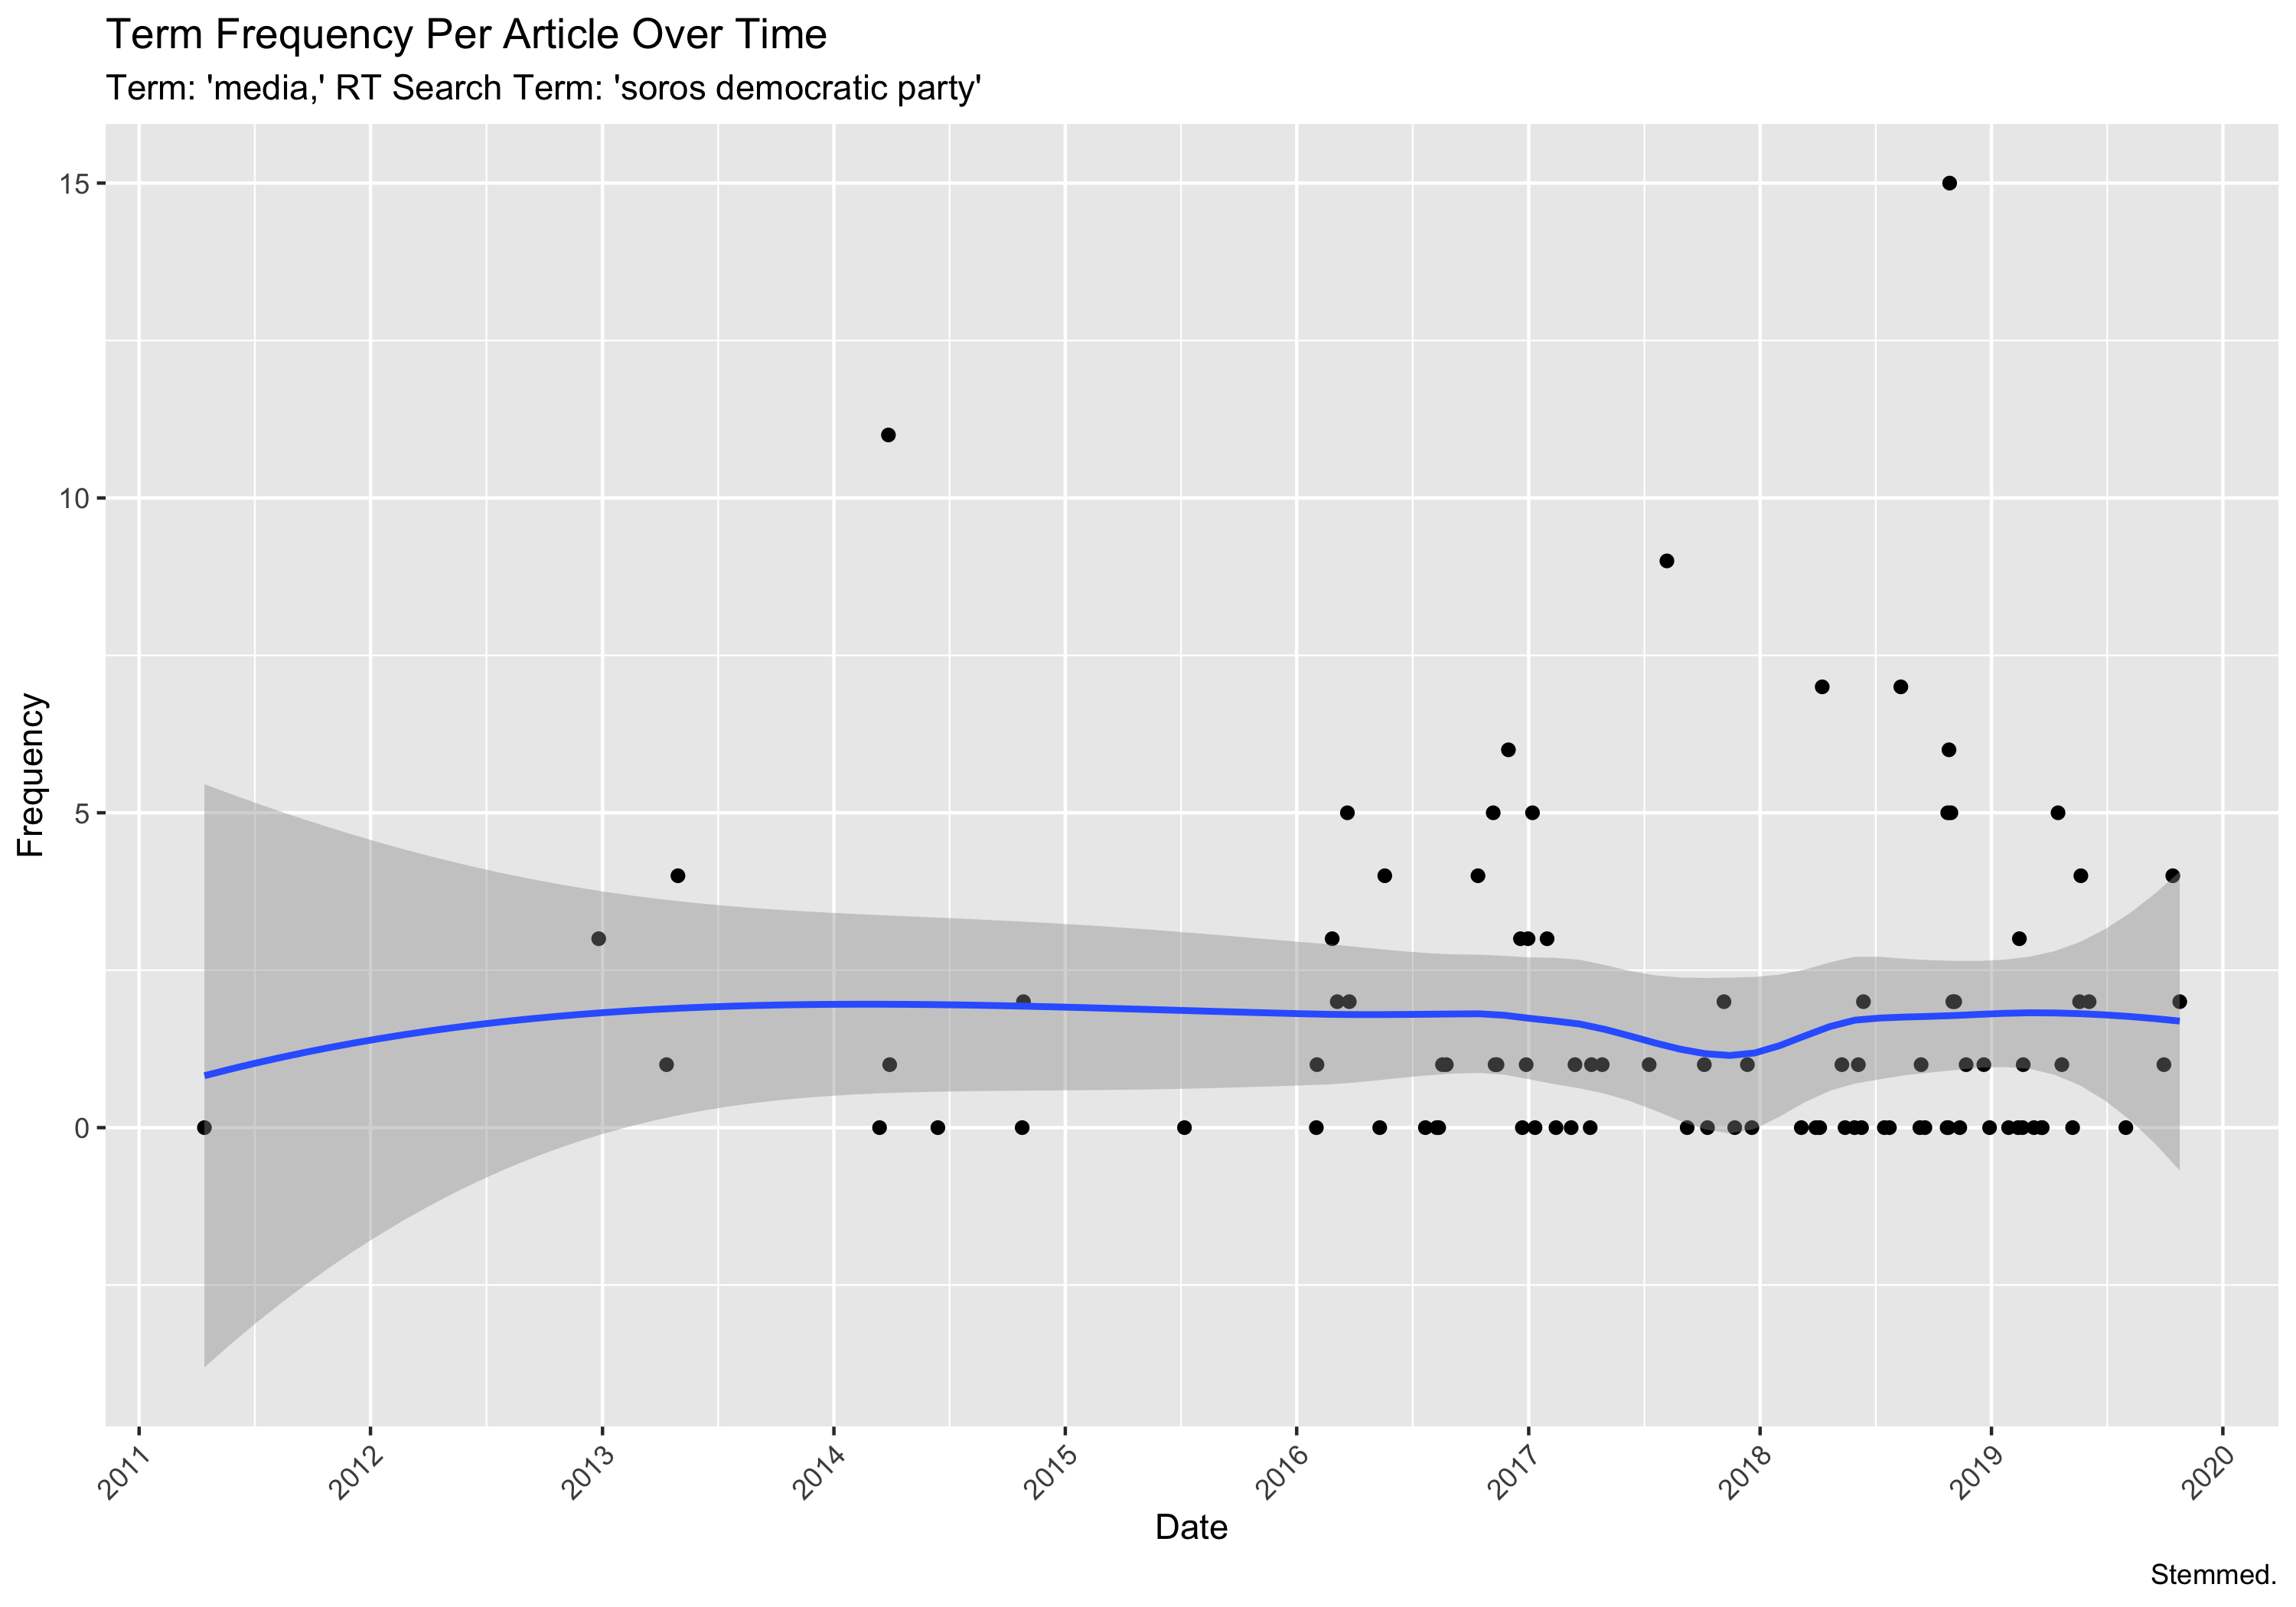 Term Frequency Per Article Over Time
Term: 'media,' RT Search Term: 'soros democratic party'
15
10
5
0
Frequency
2011
2012
2013
2014
2015
2016
2017
2018
2019
2020
Date
Stemmed.